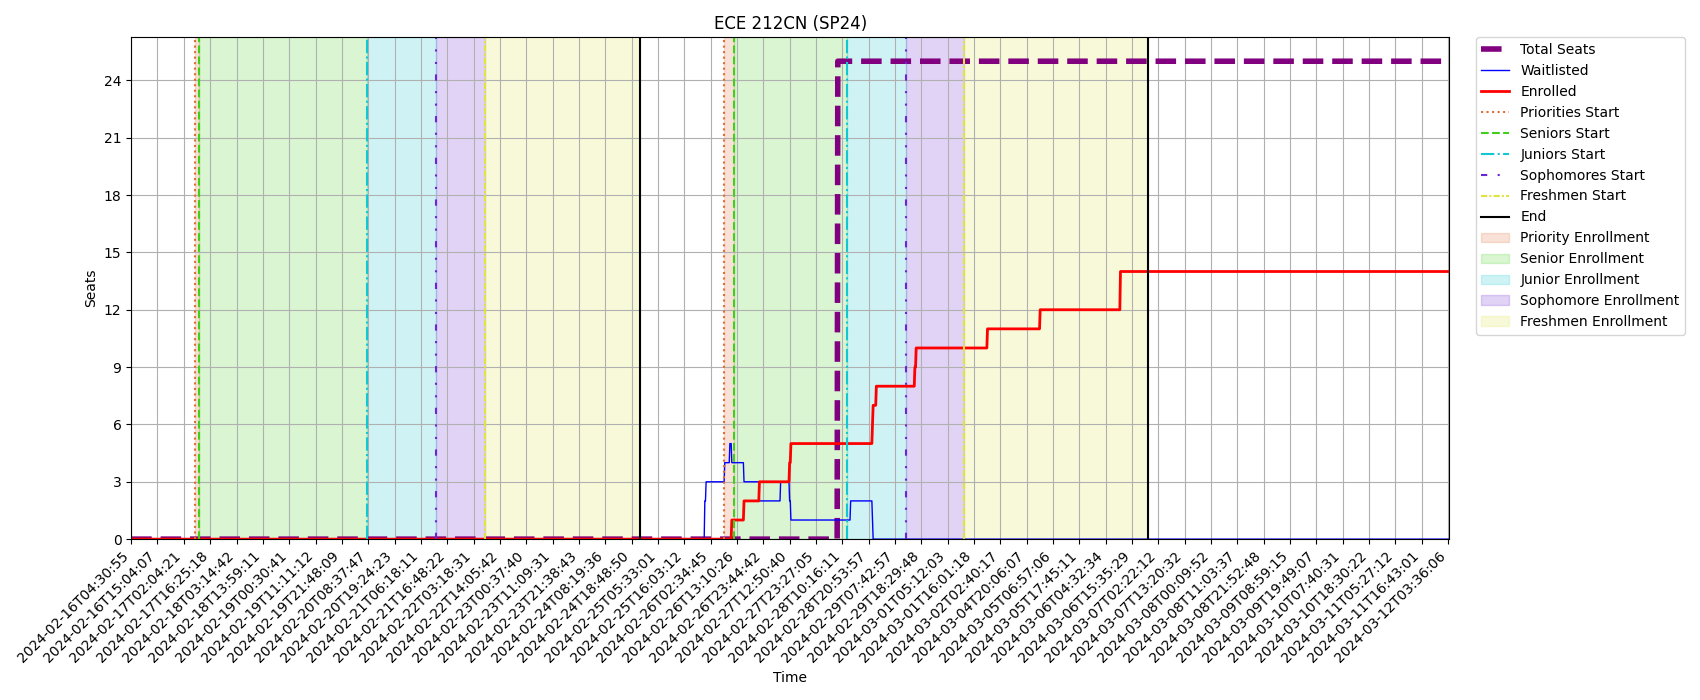 ECE 212CN (SP24)
Seats
24
21
18
15
12
9
6
3
0
2024-02-16T04:30:55
2024-02-16T15:04:07
2024-02-17T02:04:21
2024-02-17T16:25:18
2024-02-18T03:14:42
2024-02-18T13:59:11
2024-02-19T00:30:41
2024-02-19T11:11:12
2024-02-19T21:48:09
2024-02-20T08:37:47
2024-02-20T19:24:23
2024-02-21T06:18:11
2024-02-21T16:48:22
2024-02-22T03:18:31
2024-02-22T14:05:42
2024-02-23T00:37:40
2024-02-23T11:09:31
2024-02-23T21:38:43
2024-02-24T08:19:36
2024-02-24T18:48:50
2024-02-25T05:33:01
2024-02-25T16:03:12
2024-02-26T02:34:45
2024-02-26T13:10:26
2024-02-26T23:44:42
2024-02-27T12:50:40
2024-02-27T23:27:05
2024-02-28T10:16:11
2024-02-28T20:53:57
2024-02-29T07:42:57
2024-02-29T18:29:48
2024-03-01T05:12:03
2024-03-01T16:01:18
2024-03-02T02:40:17
2024-03-04T20:06:07
2024-03-05T06:57:06
2024-03-05T17:45:11
2024-03-06T04:32:34
2024-03-06T15:35:29
2024-03-07T02:22:12
2024-03-07T13:20:32
2024-03-08T00:09:52
2024-03-08T11:03:37
2024-03-08T21:52:48
2024-03-09T08:59:15
2024-03-09T19:49:07
2024-03-10T07:40:31
2024-03-10T18:30:22
2024-03-11T05:27:12
2024-03-11T16:43:01
2024-03-12T03:36:06
Time
Total Seats
Waitlisted
Enrolled
Priorities Start
Seniors Start
Juniors Start
Sophomores Start
Freshmen Start
End
Priority Enrollment
Senior Enrollment
Junior Enrollment
Sophomore Enrollment
Freshmen Enrollment